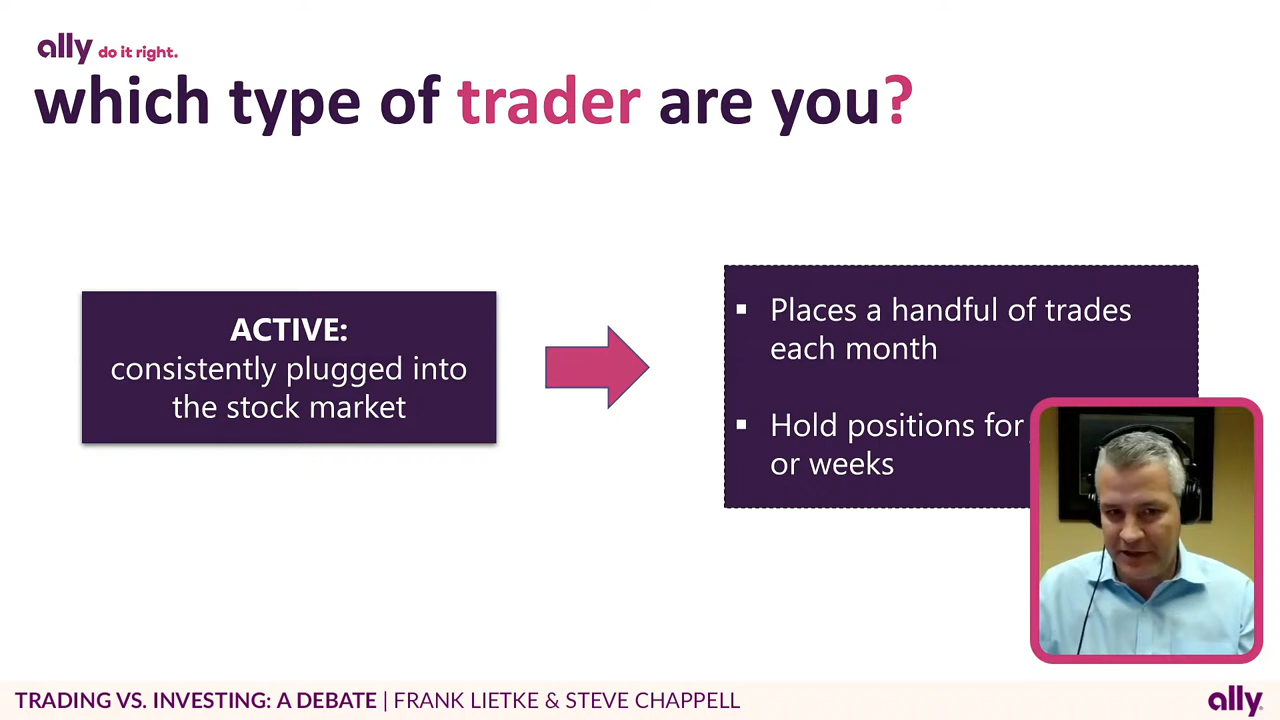 ally do it right.
which type of trader are you?
ACTIVE:
consistently plugged into
the stock market
▪ Places a handful of trades
each month
▪ Hold positions for
or weeks
TRADING VS. INVESTING: A DEBATE | FRANK LIETKE & STEVE CHAPPELL
ally